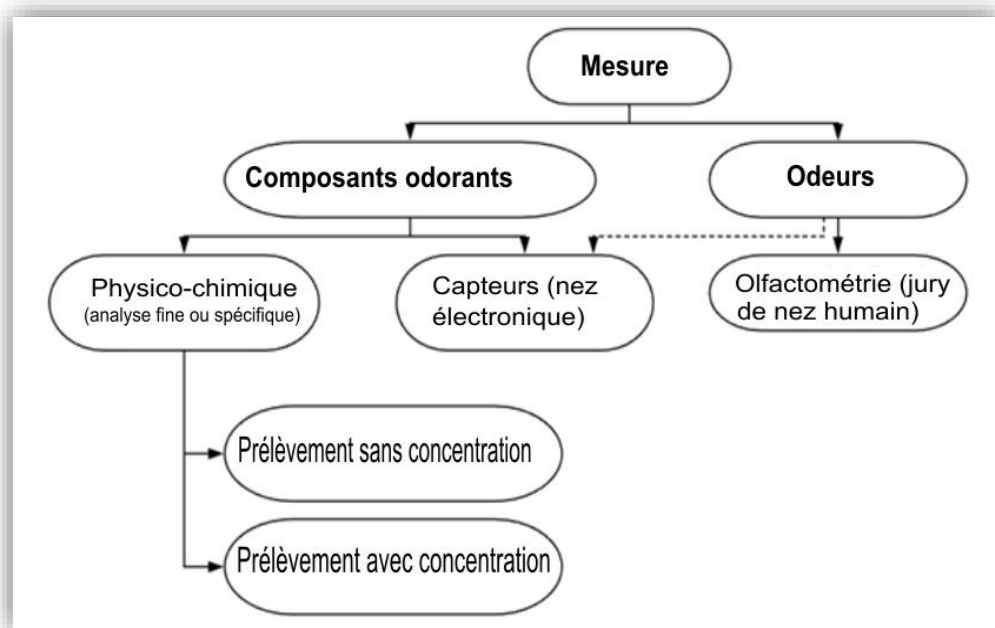 Mesure
Composants odorants
Odeurs
Physico-chimique
(analyse fine ou spécifique)
Capteurs (nez
électronique)
Olfactométrie (jury
de nez humain)
Prélèvement sans concentration
Prélèvement avec concentration